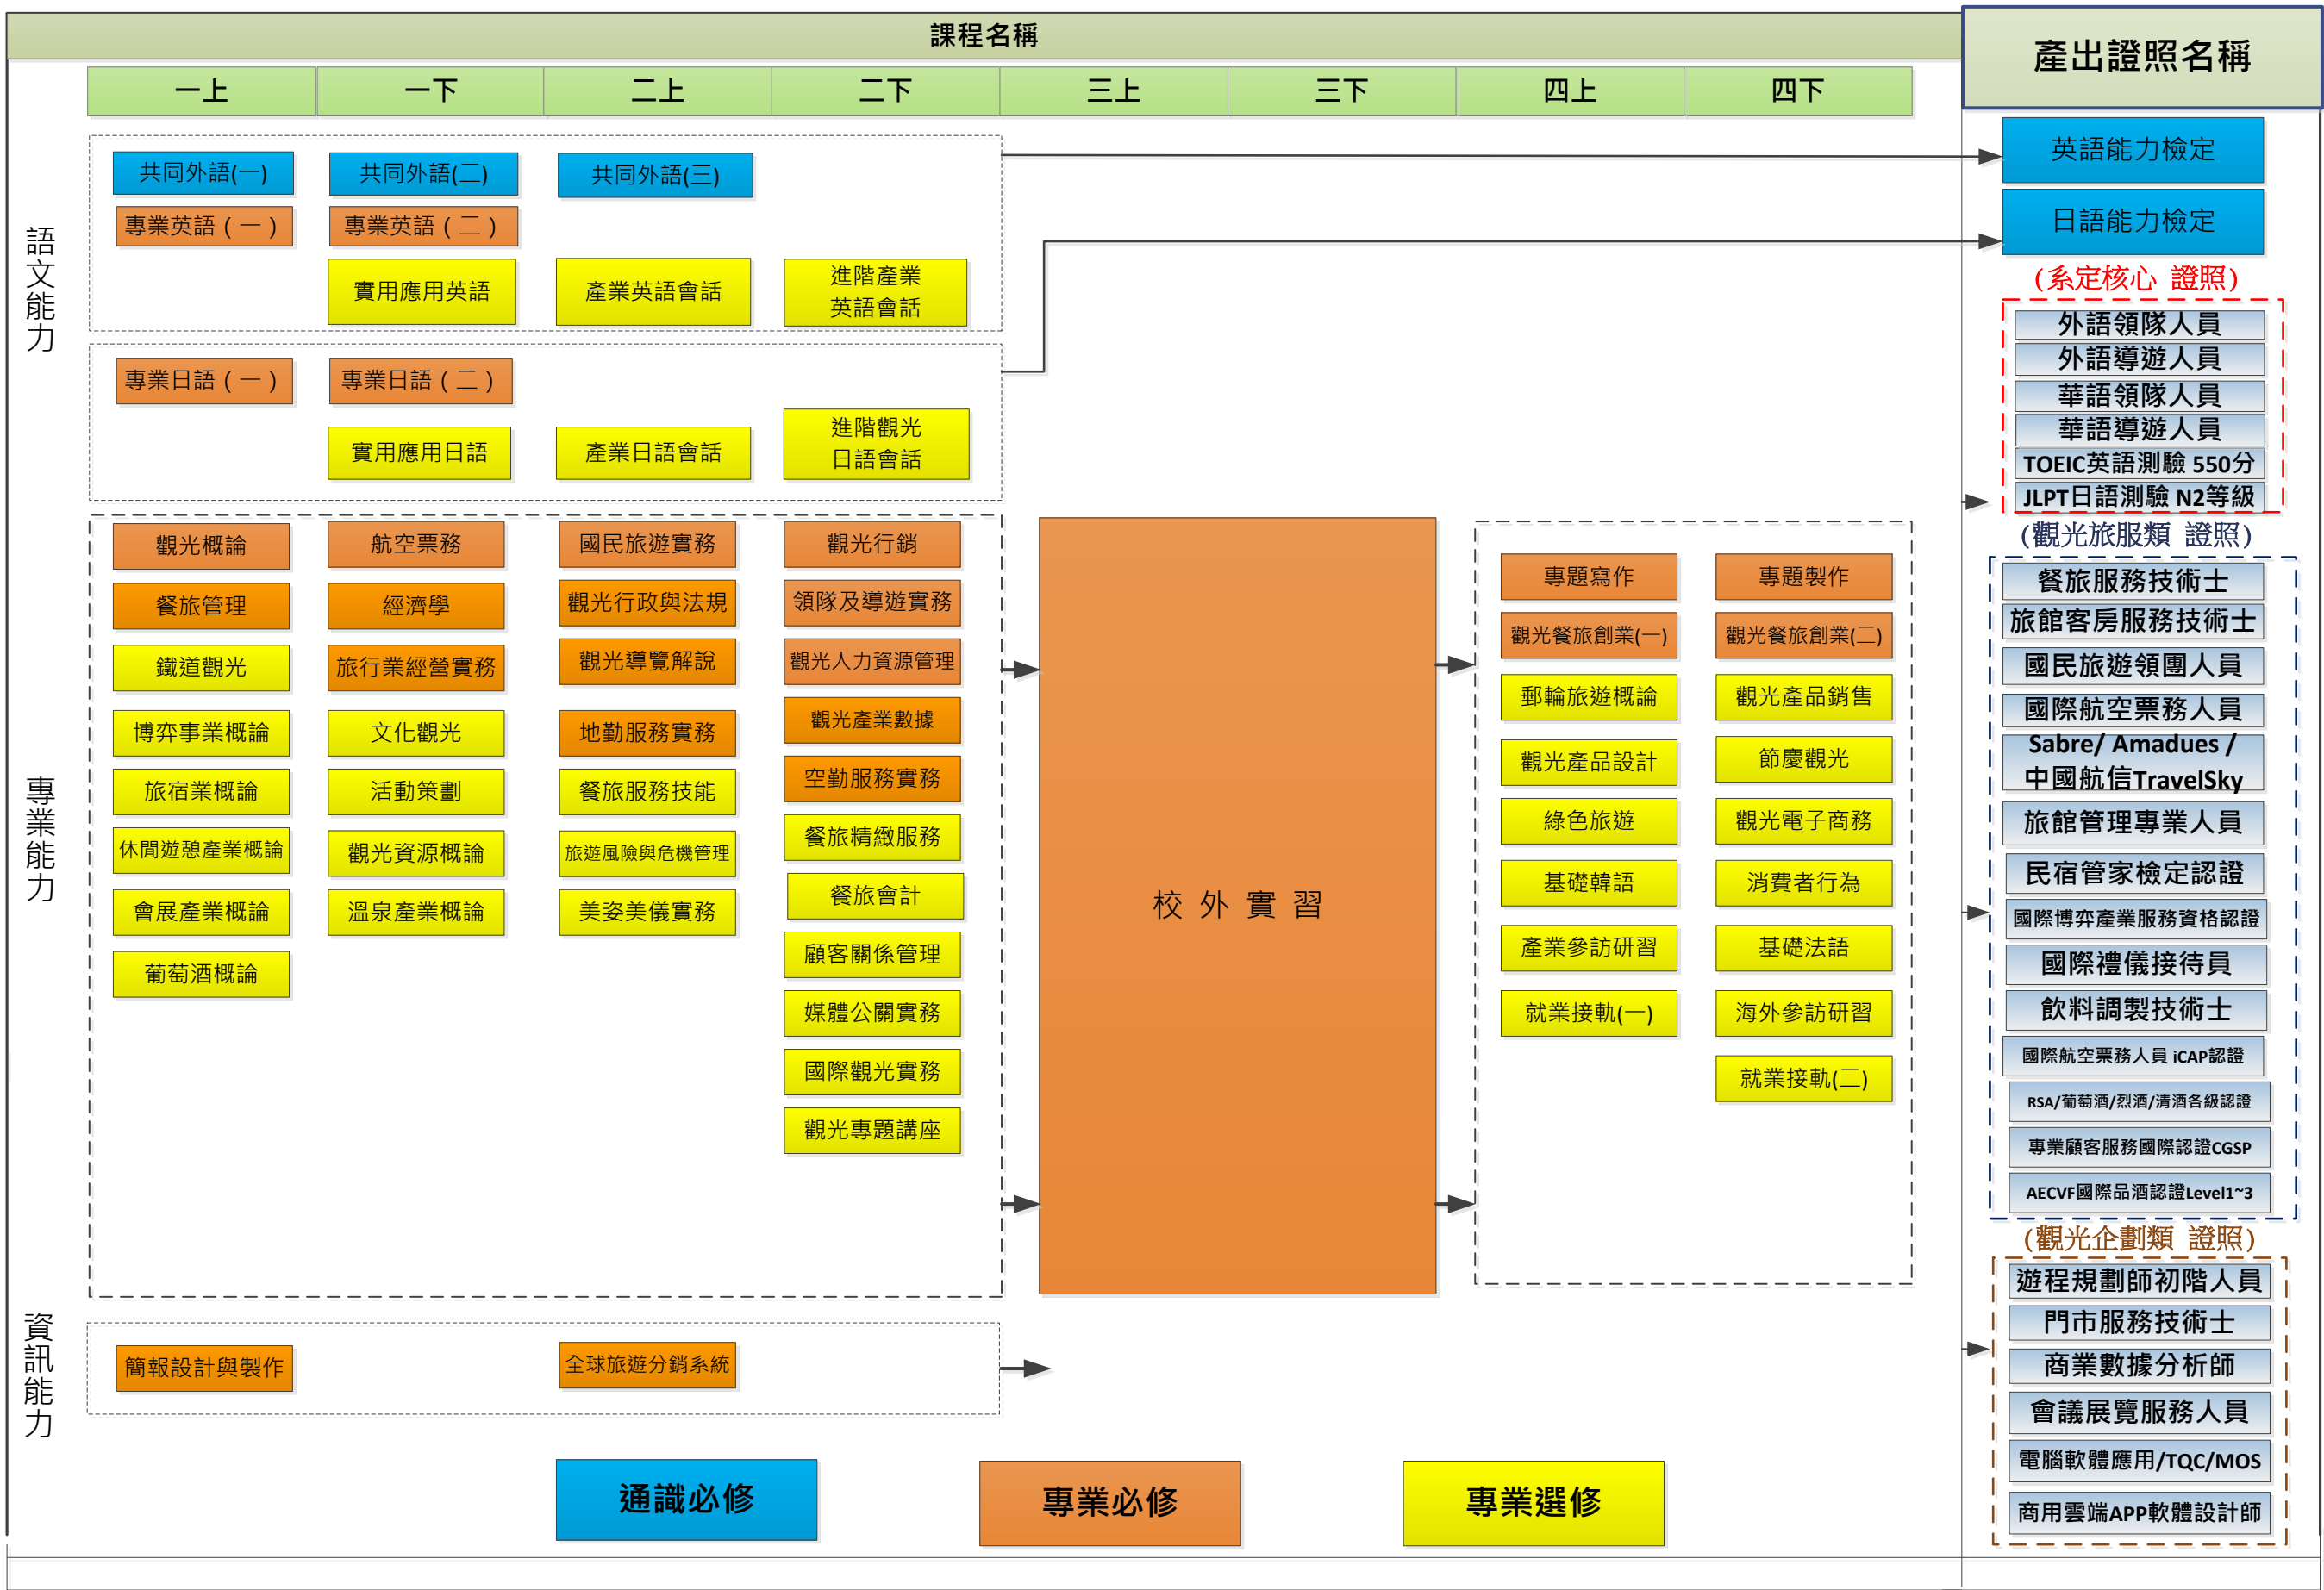 課程名稱
產出證照名稱
一上
一下
二上
二下
三上
三下
四上
四下
語文能力
共同外語(一)
共同外語(二)
共同外語(三)
專業英語（一）
專業英語（二）
實用應用英語
產業英語會話
進階產業
英語會話
專業日語（一）
專業日語（二）
實用應用日語
產業日語會話
進階觀光
日語會話
專業能力
觀光概論
餐旅管理
鐵道觀光
博弈事業概論
旅宿業概論
休閒遊憩產業概論
會展產業概論
葡萄酒概論
航空票務
經濟學
旅行業經營實務
文化觀光
活動策劃
觀光資源概論
溫泉產業概論
國民旅遊實務
觀光行政與法規
觀光導覽解說
地勤服務實務
餐旅服務技能
旅遊風險與危機管理
美姿美儀實務
觀光行銷
領隊及導遊實務
觀光人力資源管理
觀光產業數據
空勤服務實務
餐旅精緻服務
餐旅會計
顧客關係管理
媒體公關實務
國際觀光實務
觀光專題講座
校外實習
專題寫作
觀光餐旅創業(一)
郵輪旅遊概論
觀光產品設計
綠色旅遊
基礎韓語
產業參訪研習
就業接軌(一)
專題製作
觀光餐旅創業(二)
觀光產品銷售
節慶觀光
觀光電子商務
消費者行為
基礎法語
海外參訪研習
就業接軌(二)
資訊能力
簡報設計與製作
全球旅遊分銷系統
通識必修
專業必修
專業選修
英語能力檢定
日語能力檢定
(系定核心 證照)
外語領隊人員
外語導遊人員
華語領隊人員
華語導遊人員
TOEIC英語測驗 550分
JLPT日語測驗 N2等級
(觀光旅服類 證照)
餐旅服務技術士
旅館客房服務技術士
國民旅遊領團人員
國際航空票務人員
Sabre/ Amadues /
中國航信TravelSky
旅館管理專業人員
民宿管家檢定認證
國際博弈產業服務資格認證
國際禮儀接待員
飲料調製技術士
國際航空票務人員 iCAP認證
RSA/葡萄酒/烈酒/清酒各級認證
專業顧客服務國際認證CGSP
AECVF國際品酒認證Level1~3
(觀光企劃類 證照)
遊程規劃師初階人員
門市服務技術士
商業數據分析師
會議展覽服務人員
電腦軟體應用/TQC/MOS
商用雲端APP軟體設計師